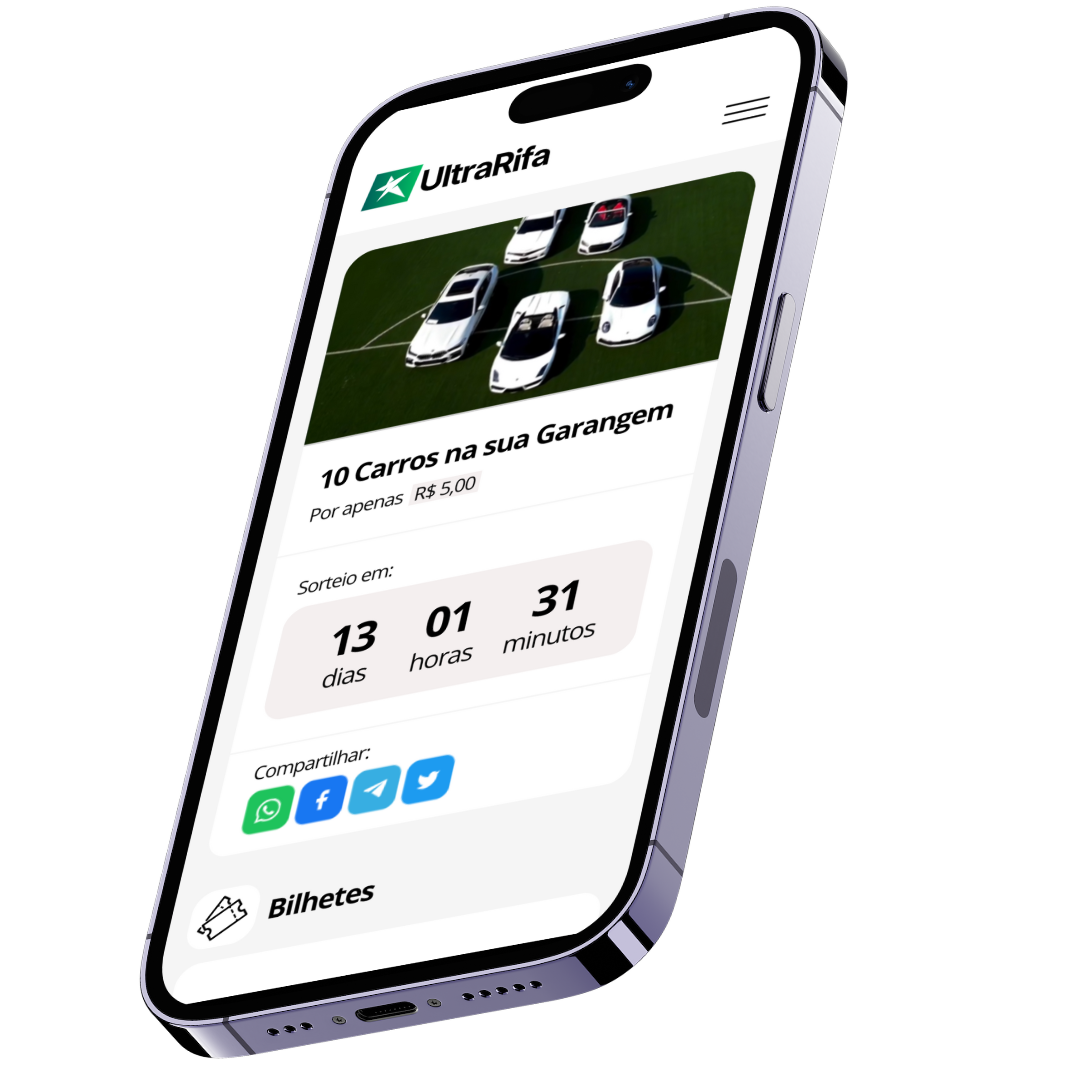 UltraRifa
10 Carros na sua Garangem
Por apenas R$ 5,00
Sorteio em:
13 01 31
dias horas minutos
Compartilhar:
Bilhetes